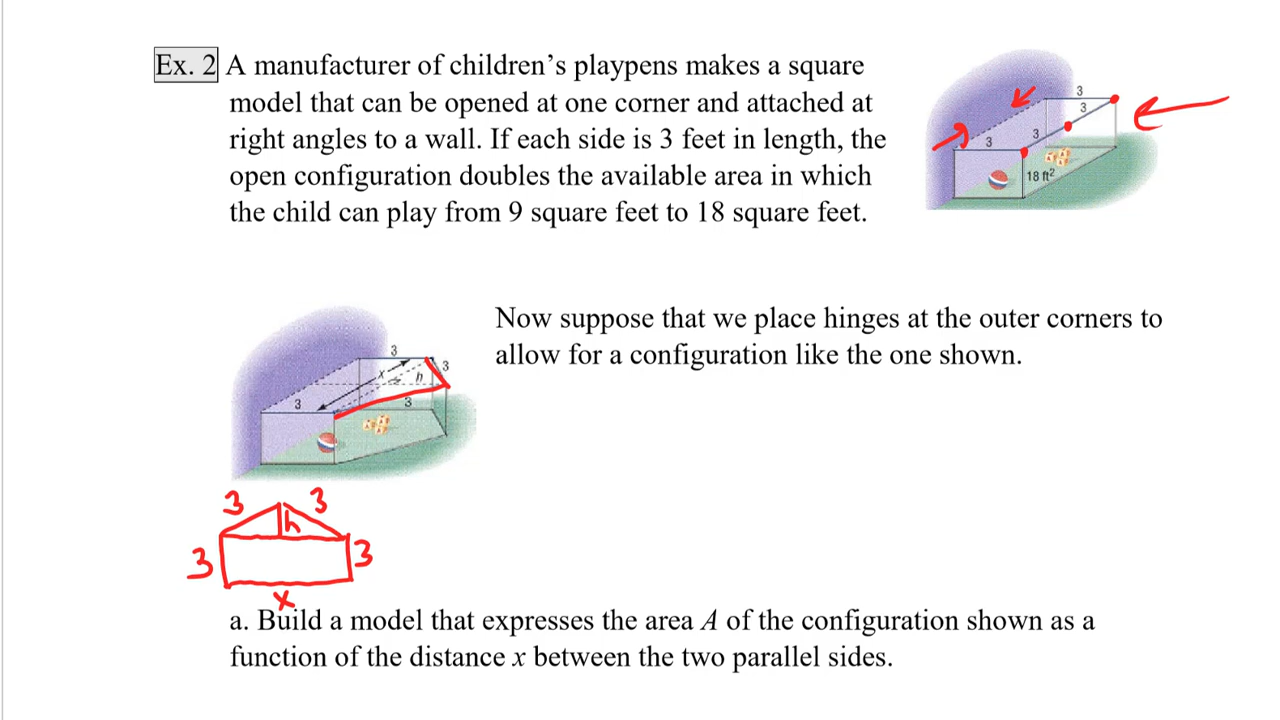 Ex. 2 A manufacturer of children's playpens makes a square
model that can be opened at one corner and attached at
right angles to a wall. If each side is 3 feet in length, the
open configuration doubles the available area in which
the child can play from 9 square feet to 18 square feet.
3
3
3
3
18 ft²
Now suppose that we place hinges at the outer corners to
allow for a configuration like the one shown.
3
3
x
h
3
3
3 3
h
3 3
x
a. Build a model that expresses the area A of the configuration shown as a
function of the distance x between the two parallel sides.